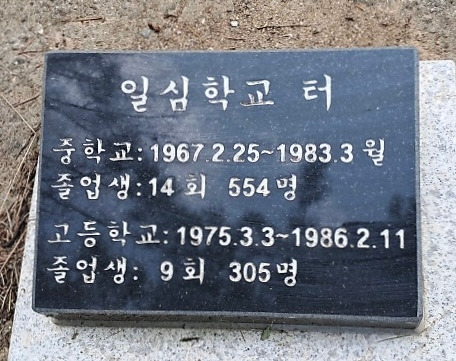 일심학교 터
중학교:1967.2.25~1983.3 월
졸업생:14 회 554명
고등학교:1975.3.3~1986.2.11
졸업생: 9 회 305명